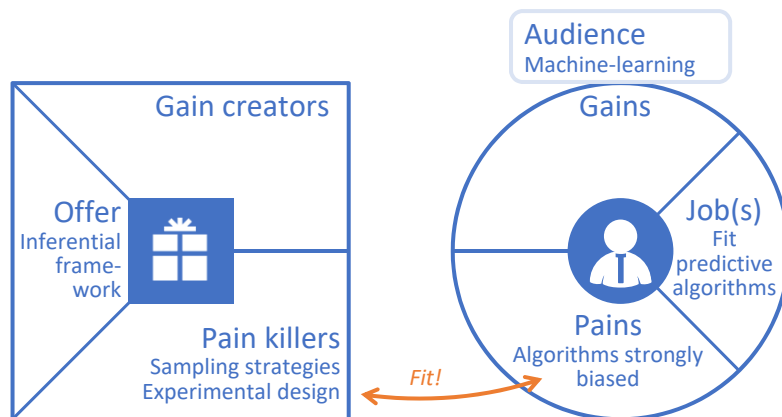 Audience
Machine-learning
Gain creators
Offer
Inferential
frame-
work
Pain killers
Sampling strategies
Experimental design
Fit!
Gains
Job(s)
Fit
predictive
algorithms
Pains
Algorithms strongly
biased